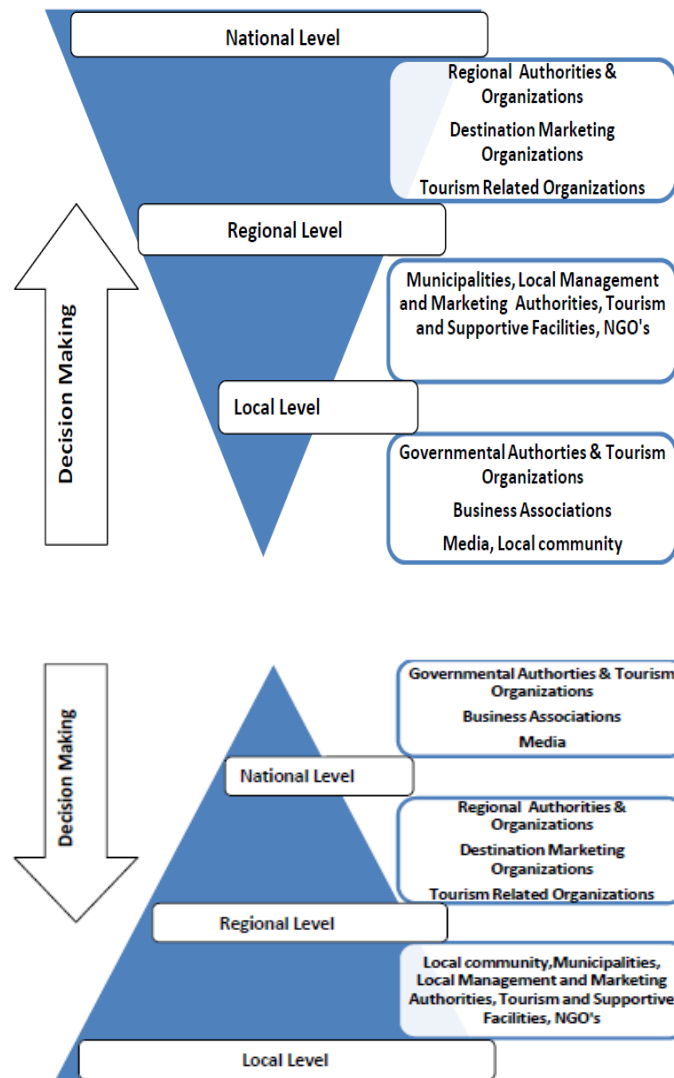 National Level
Regional Authorities &
Organizations
Destination Marketing
Organizations
Tourism Related Organizations
Regional Level
Municipalities, Local Management
and Marketing Authorities, Tourism
and Supportive Facilities, NGO's
Decision Making
Local Level
Governmental Authorties & Tourism
Organizations
Business Associations
Media, Local community
Governmental Authorties & Tourism
Organizations
Business Associations
Media
Decision Making
National Level
Regional Authorities &
Organizations
Destination Marketing
Organizations
Tourism Related Organizations
Regional Level
Local community,Municipalities,
Local Management and Marketing
Authorities, Tourism and Supportive
Facilities, NGO's
Local Level